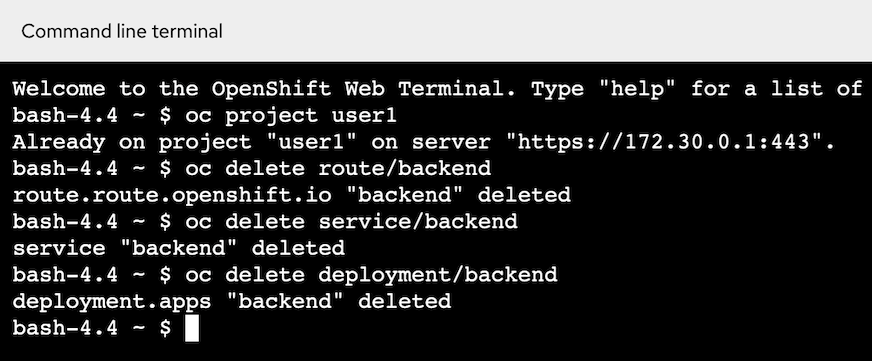 Command line terminal
Welcome to the OpenShift Web Terminal. Type "help" for a list of
bash-4.4 ~ $ oc project user1
Already on project "user1" on server "https://172.30.0.1:443".
bash-4.4 ~ $ oc delete route/backend
route.route.openshift.io "backend" deleted
bash-4.4 ~ $ oc delete service/backend
service "backend" deleted
bash-4.4 ~ $ oc delete deployment/backend
deployment.apps "backend" deleted
bash-4.4 ~ $